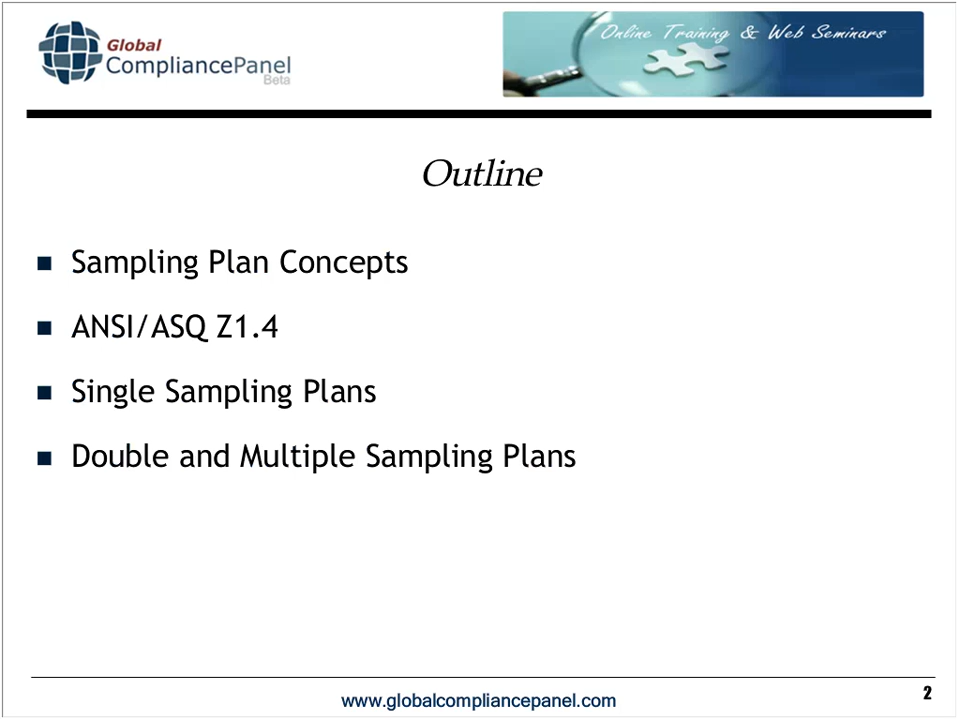 Global
CompliancePanel
Beta
Online Training & Web Seminars
Outline
Sampling Plan Concepts
ANSI/ASQ Z1.4
Single Sampling Plans
Double and Multiple Sampling Plans
www.globalcompliancepanel.com
2